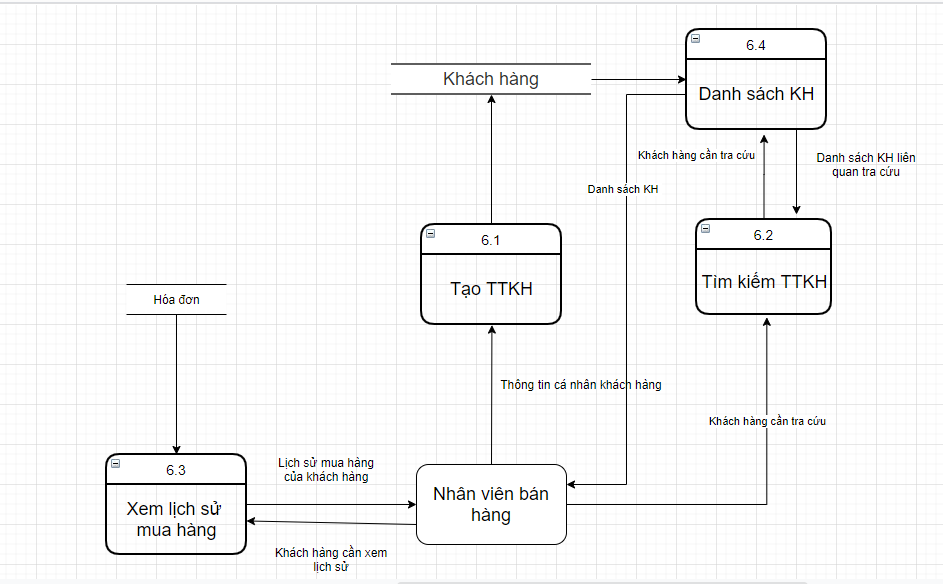 6.4
Khách hàng
Danh sách KH
Khách hàng cần tra cứu
Danh sách KH liên
quan tra cứu
Danh sách KH
6.1
6.2
Tạo TTKH
Tìm kiếm TTKH
Hóa đơn
Thông tin cá nhân khách hàng
Khách hàng cần tra cứu
6.3
Lịch sử mua hàng
của khách hàng
Xem lịch sử
mua hàng
Nhân viên bán
hàng
Khách hàng cần xem
lịch sử